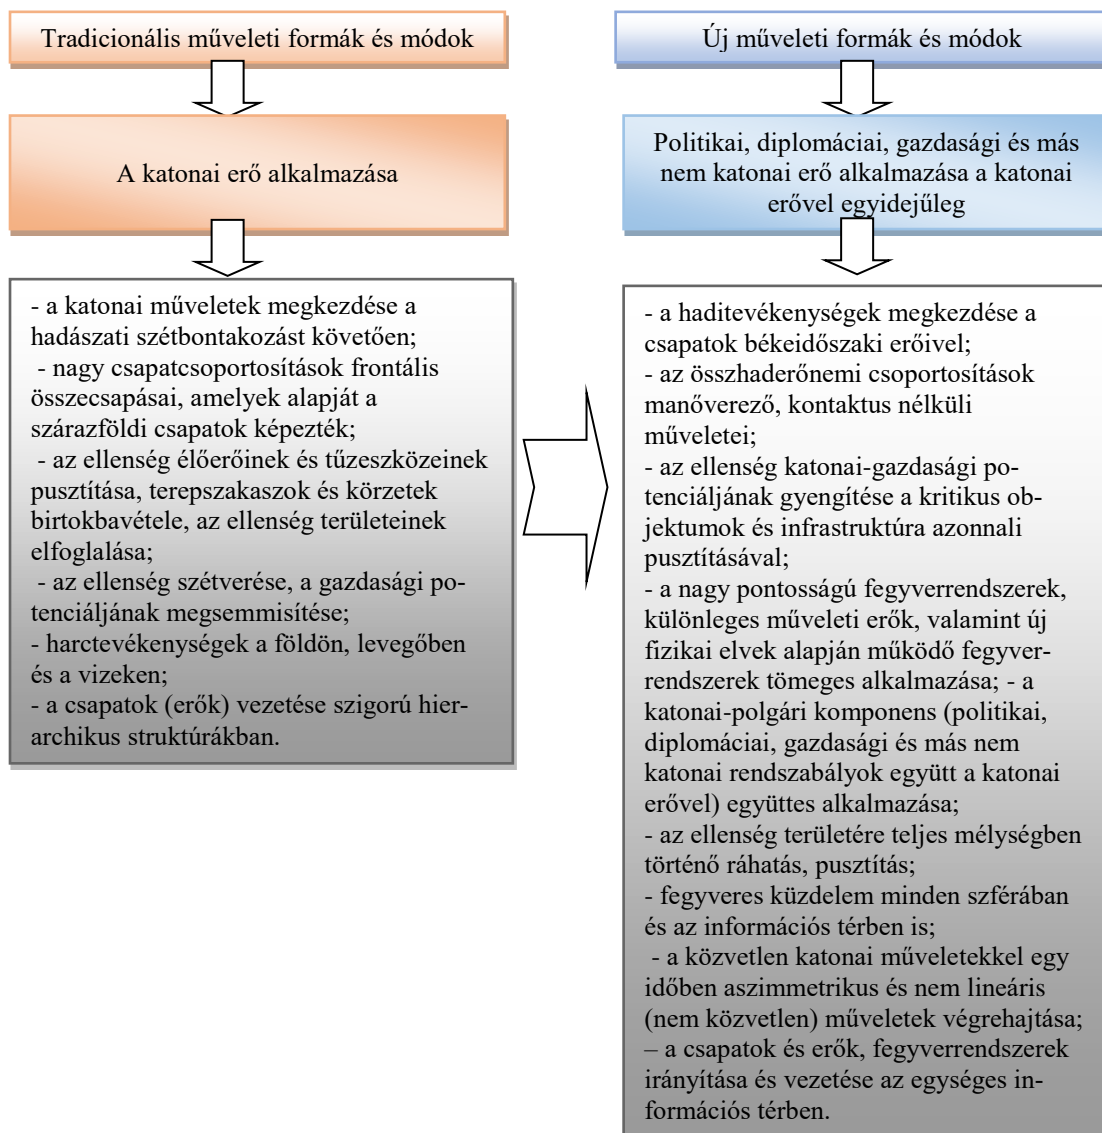 Tradicionális műveleti formák és módok
A katonai erő alkalmazása
- a katonai műveletek megkezdése a
hadászati szétbontakozást követően;
- nagy csapatcsoportosítások frontális
összecsapásai, amelyek alapját a
szárazföldi csapatok képezték;
- az ellenség élőerőinek és tűzeszközeinek
pusztítása, terepszakaszok és körzetek
birtokbavétele, az ellenség területeinek
elfoglalása;
- az ellenség szétverése, a gazdasági po-
tenciáljának megsemmisítése;
- harctevékenységek a földön, levegőben
és a vizeken;
- a csapatok (erők) vezetése szigorú hier-
archikus struktúrákban.
Új műveleti formák és módok
Politikai, diplomáciai, gazdasági és más
nem katonai erő alkalmazása a katonai
erővel egyidejűleg
- a haditevékenységek megkezdése a
csapatok békeidőszaki erőivel;
- az összhaderőnemi csoportosítások
manőverező, kontaktus nélküli
műveletei;
- az ellenség katonai-gazdasági po-
tenciáljának gyengítése a kritikus ob-
jektumok és infrastruktúra azonnali
pusztításával;
- a nagy pontosságú fegyverrendszerek,
különleges műveleti erők, valamint új
fizikai elvek alapján működő fegyver-
rendszerek tömeges alkalmazása; - a
katonai-polgári komponens (politikai,
diplomáciai, gazdasági és más nem
katonai rendszabályok együtt a katonai
erővel) együttes alkalmazása;
- az ellenség területére teljes mélységben
történő ráhatás, pusztítás;
- fegyveres küzdelem minden szférában
és az információs térben is;
- a közvetlen katonai műveletekkel egy
időben aszimmetrikus és nem lineáris
(nem közvetlen) műveletek végrehajtása;
– a csapatok és erők, fegyverrendszerek
irányítása és vezetése az egységes in-
formációs térben.